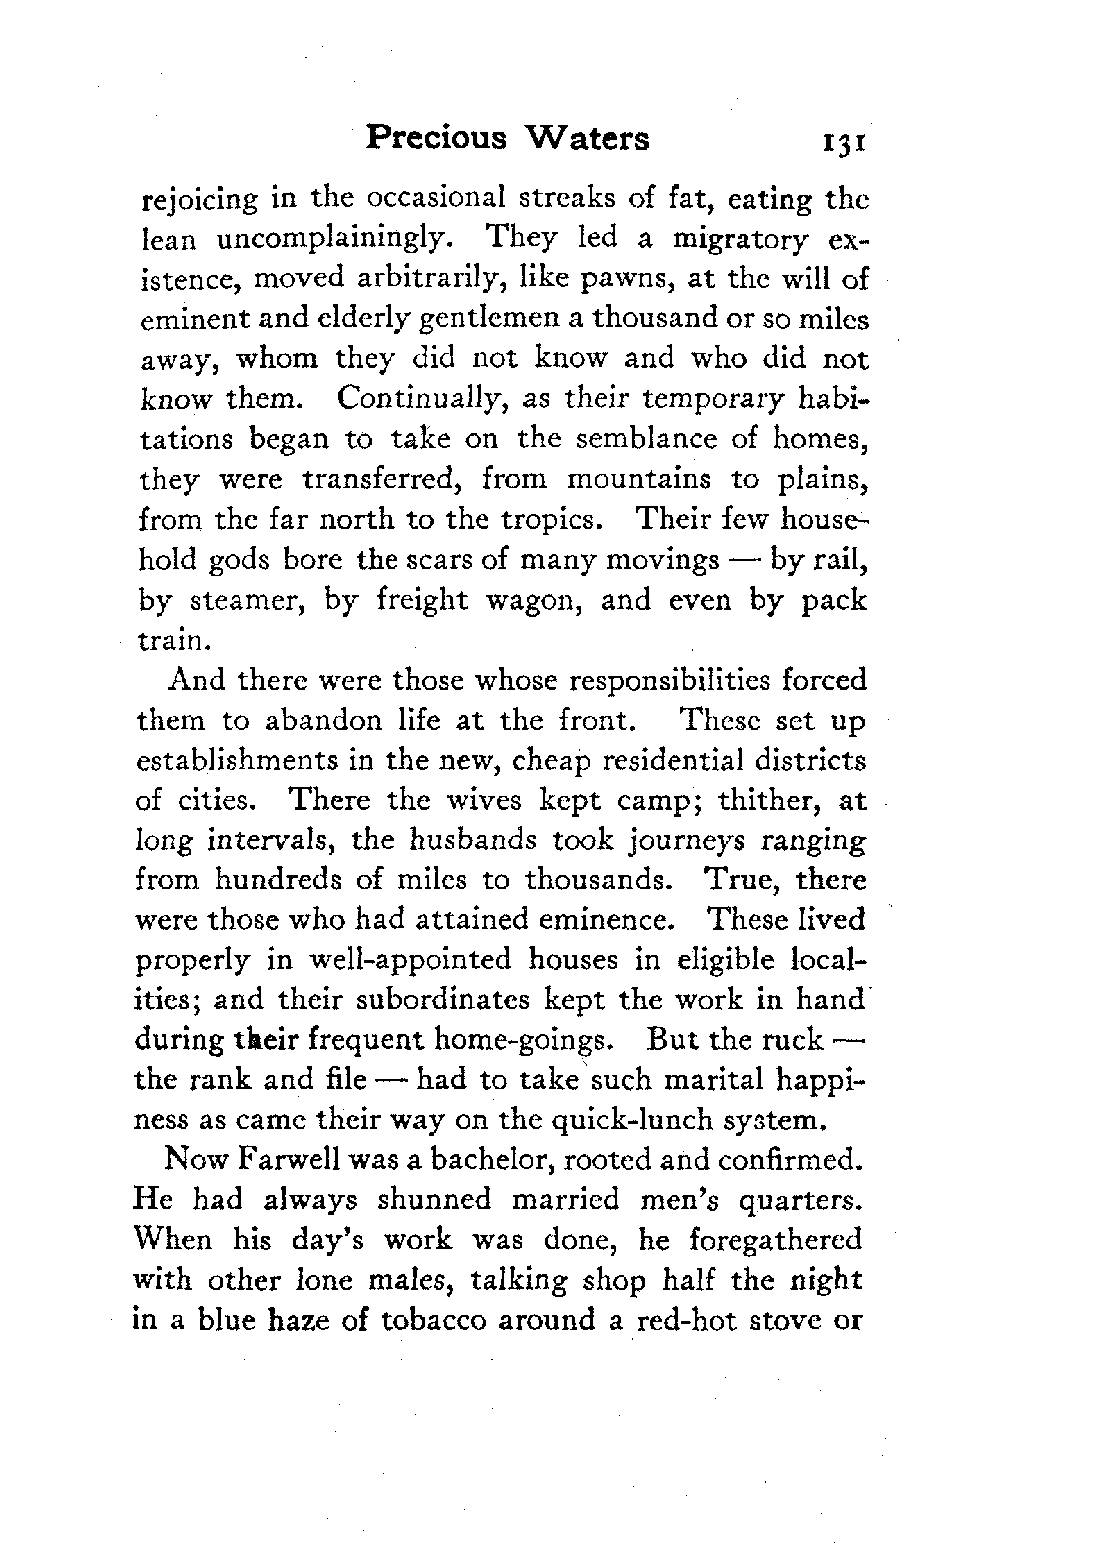 Precious Waters 131
rejoicing in the occasional streaks of fat, eating the
lean uncomplainingly. They led a migratory ex-
istence, moved arbitrarily, like pawns, at the will of
eminent and elderly gentlemen a thousand or so miles
away, whom they did not know and who did not
know them. Continually, as their temporary habi-
tations began to take on the semblance of homes,
they were transferred, from mountains to plains,
from the far north to the tropics. Their few house-
hold gods bore the scars of many movings — by rail,
by steamer, by freight wagon, and even by pack
train.
And there were those whose responsibilities forced
them to abandon life at the front. These set up
establishments in the new, cheap residential districts
of cities. There the wives kept camp; thither, at
long intervals, the husbands took journeys ranging
from hundreds of miles to thousands. True, there
were those who had attained eminence. These lived
properly in well-appointed houses in eligible local-
ities; and their subordinates kept the work in hand
during their frequent home-goings. But the ruck —
the rank and file — had to take such marital happi-
ness as came their way on the quick-lunch system.
Now Farwell was a bachelor, rooted and confirmed.
He had always shunned married men's quarters.
When his day's work was done, he foregathered
with other lone males, talking shop half the night
in a blue haze of tobacco around a red-hot stove or